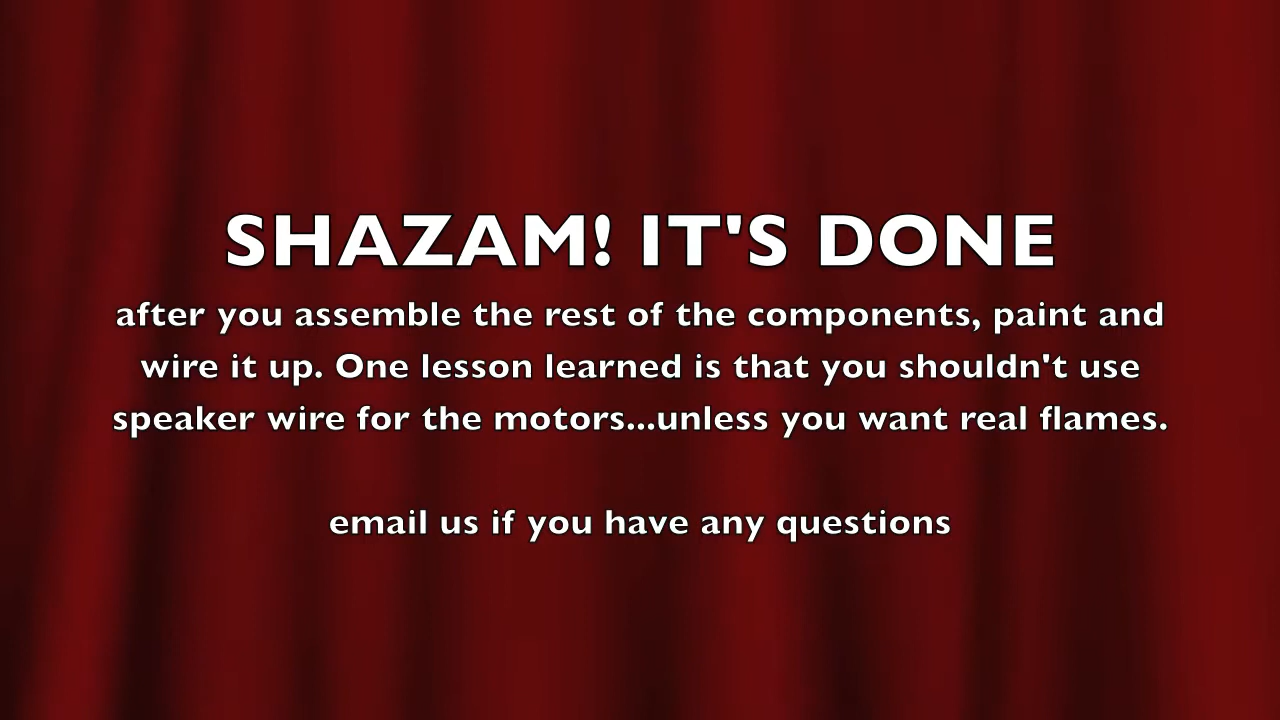 SHAZAM! IT'S DONE
after you assemble the rest of the components, paint and
wire it up. One lesson learned is that you shouldn't use
speaker wire for the motors...unless you want real flames.
email us if you have any questions